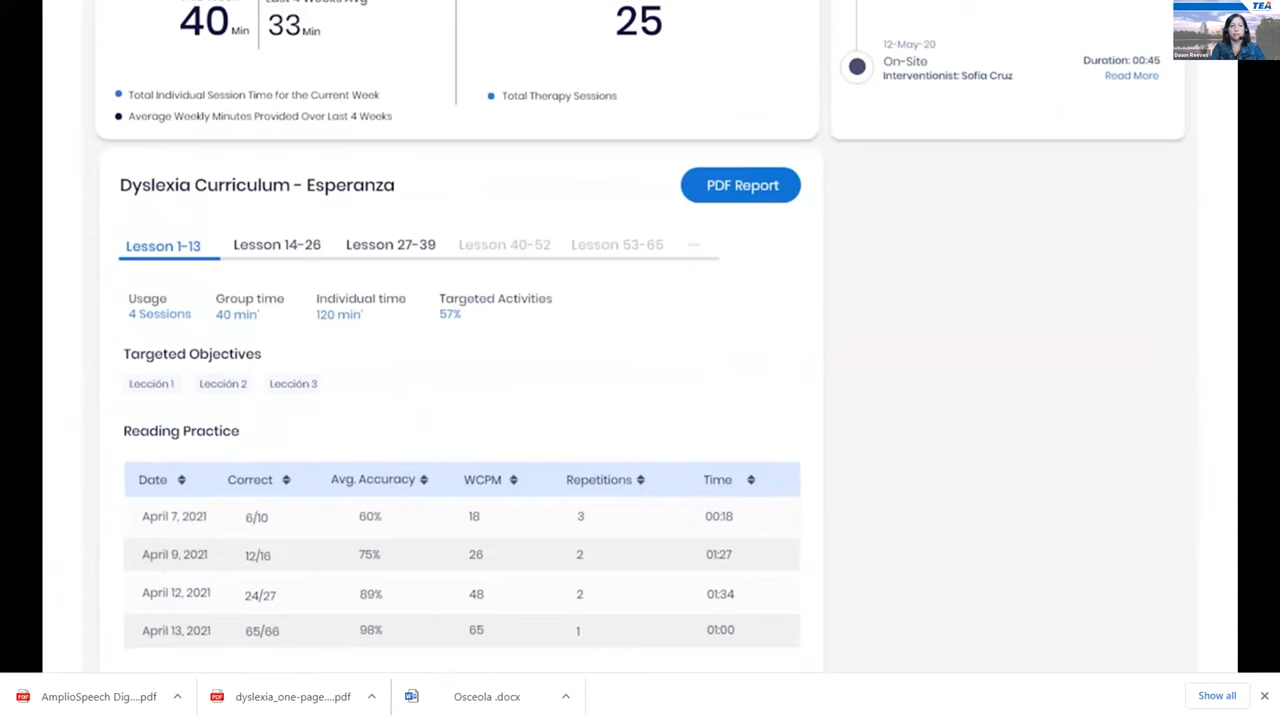 Last 4 Weeks Avg
40 Min
33 Min
25
Total Individual Session Time for the Current Week
Average Weekly Minutes Provided Over Last 4 Weeks
Total Therapy Sessions
12-May-20
On-Site
Interventionist: Sofia Cruz
Duration: 00:45
Read More
TEA
Dawn Reeves
Dyslexia Curriculum - Esperanza
PDF Report
Lesson 1-13 Lesson 14-26 Lesson 27-39 Lesson 40-52 Lesson 53-65 ...
Usage Group time Individual time Targeted Activities
4 Sessions 40 min' 120 min' 57%
Targeted Objectives
Lección 1 Lección 2 Lección 3
Reading Practice
Date Correct Avg. Accuracy WCPM Repetitions Time
April 7, 2021 6/10 60% 18 3 00:18
April 9, 2021 12/16 75% 26 2 01:27
April 12, 2021 24/27 89% 48 2 01:34
April 13, 2021 65/66 98% 65 1 01:00
AmplioSpeech Dig....pdf dyslexia_one-page....pdf Osceola .docx Show all